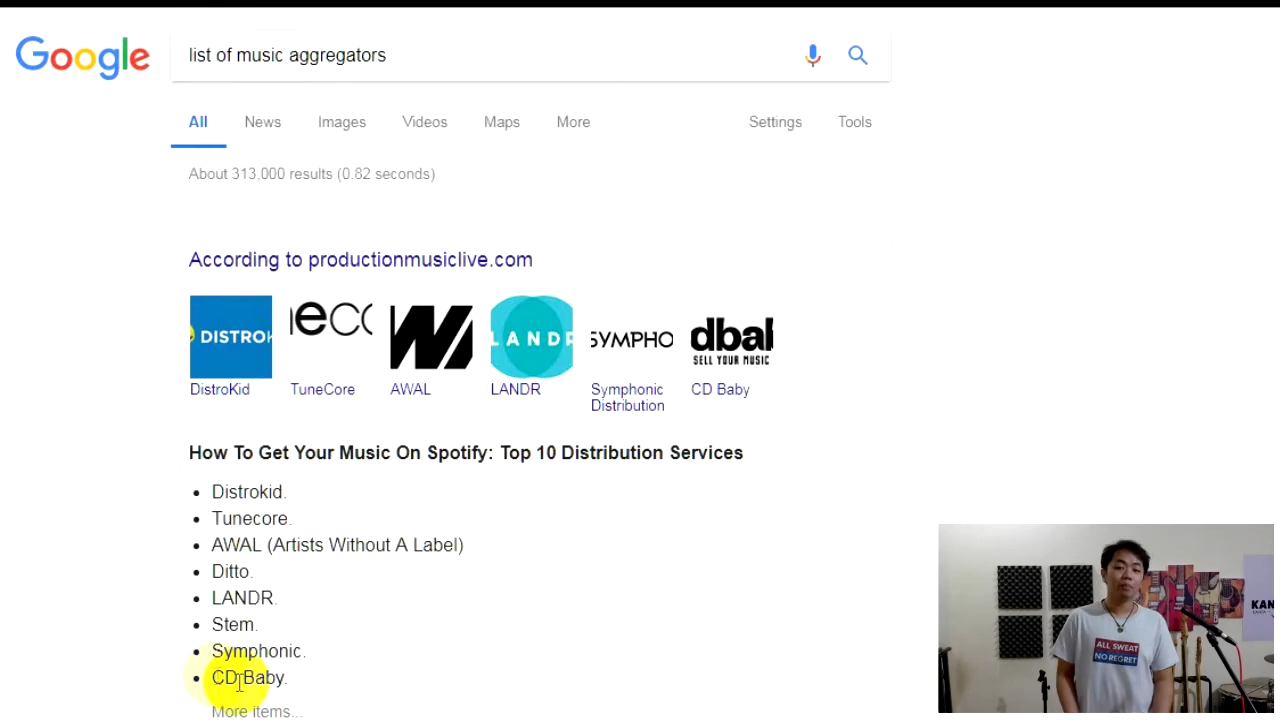 Google
list of music aggregators
All News Images Videos Maps More Settings Tools
About 313,000 results (0.82 seconds)
According to productionmusiclive.com
DISTROK
eco
LANDR
SYMPHO
dbab
SELL YOUR MUSIC
DistroKid
TuneCore
AWAL
LANDR
Symphonic
Distribution
CD Baby
How To Get Your Music On Spotify: Top 10 Distribution Services
Distrokid.
Tunecore.
AWAL (Artists Without A Label)
Ditto.
LANDR.
Stem.
Symphonic.
CD Baby.
More items...
KAN
ALL SWEAT
NO REGRET